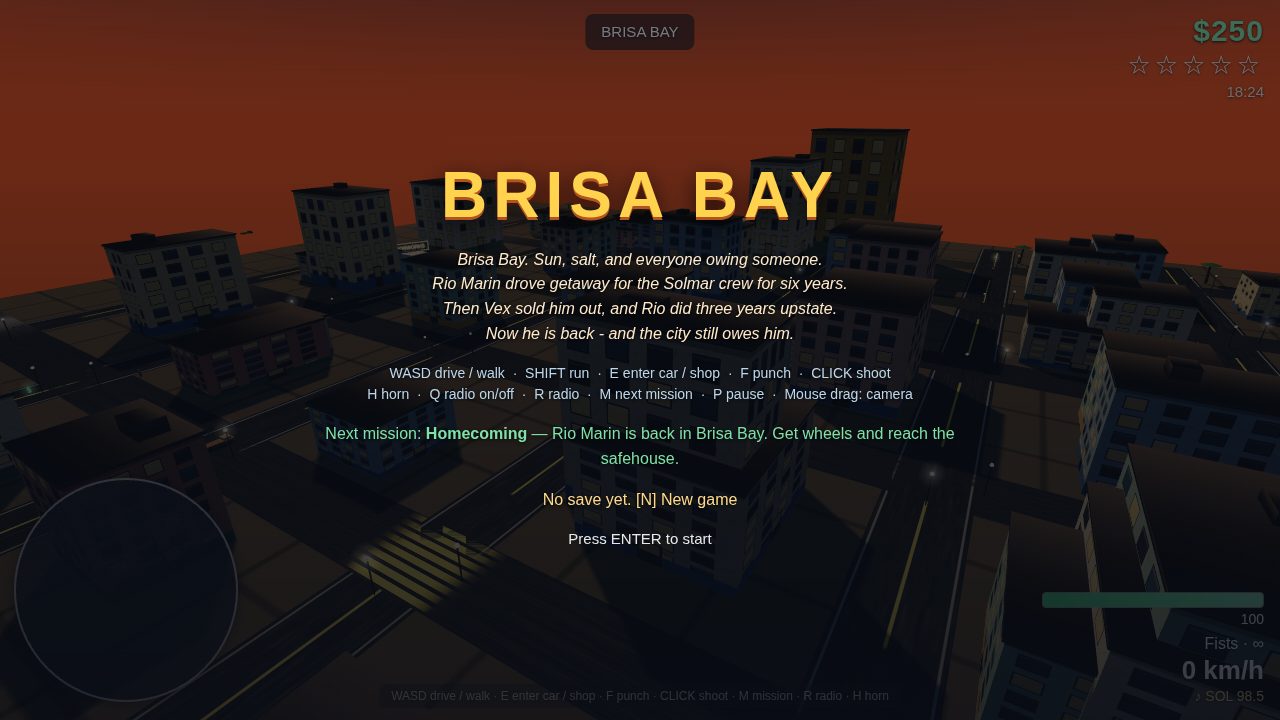 BRISA BAY
$250
☆☆☆☆☆
18:24
BRISA BAY
Brisa Bay. Sun, salt, and everyone owing someone.
Rio Marin drove getaway for the Solmar crew for six years.
Then Vex sold him out, and Rio did three years upstate.
Now he is back - and the city still owes him.
WASD drive / walk · SHIFT run · E enter car / shop · F punch · CLICK shoot
H horn · Q radio on/off · R radio · M next mission · P pause · Mouse drag: camera
Next mission: Homecoming — Rio Marin is back in Brisa Bay. Get wheels and reach the
safehouse.
No save yet. [N] New game
Press ENTER to start
100
Fists · ∞
0 km/h
♪ SOL 98.5
WASD drive / walk · E enter car / shop · F punch · CLICK shoot · M mission · R radio · H horn